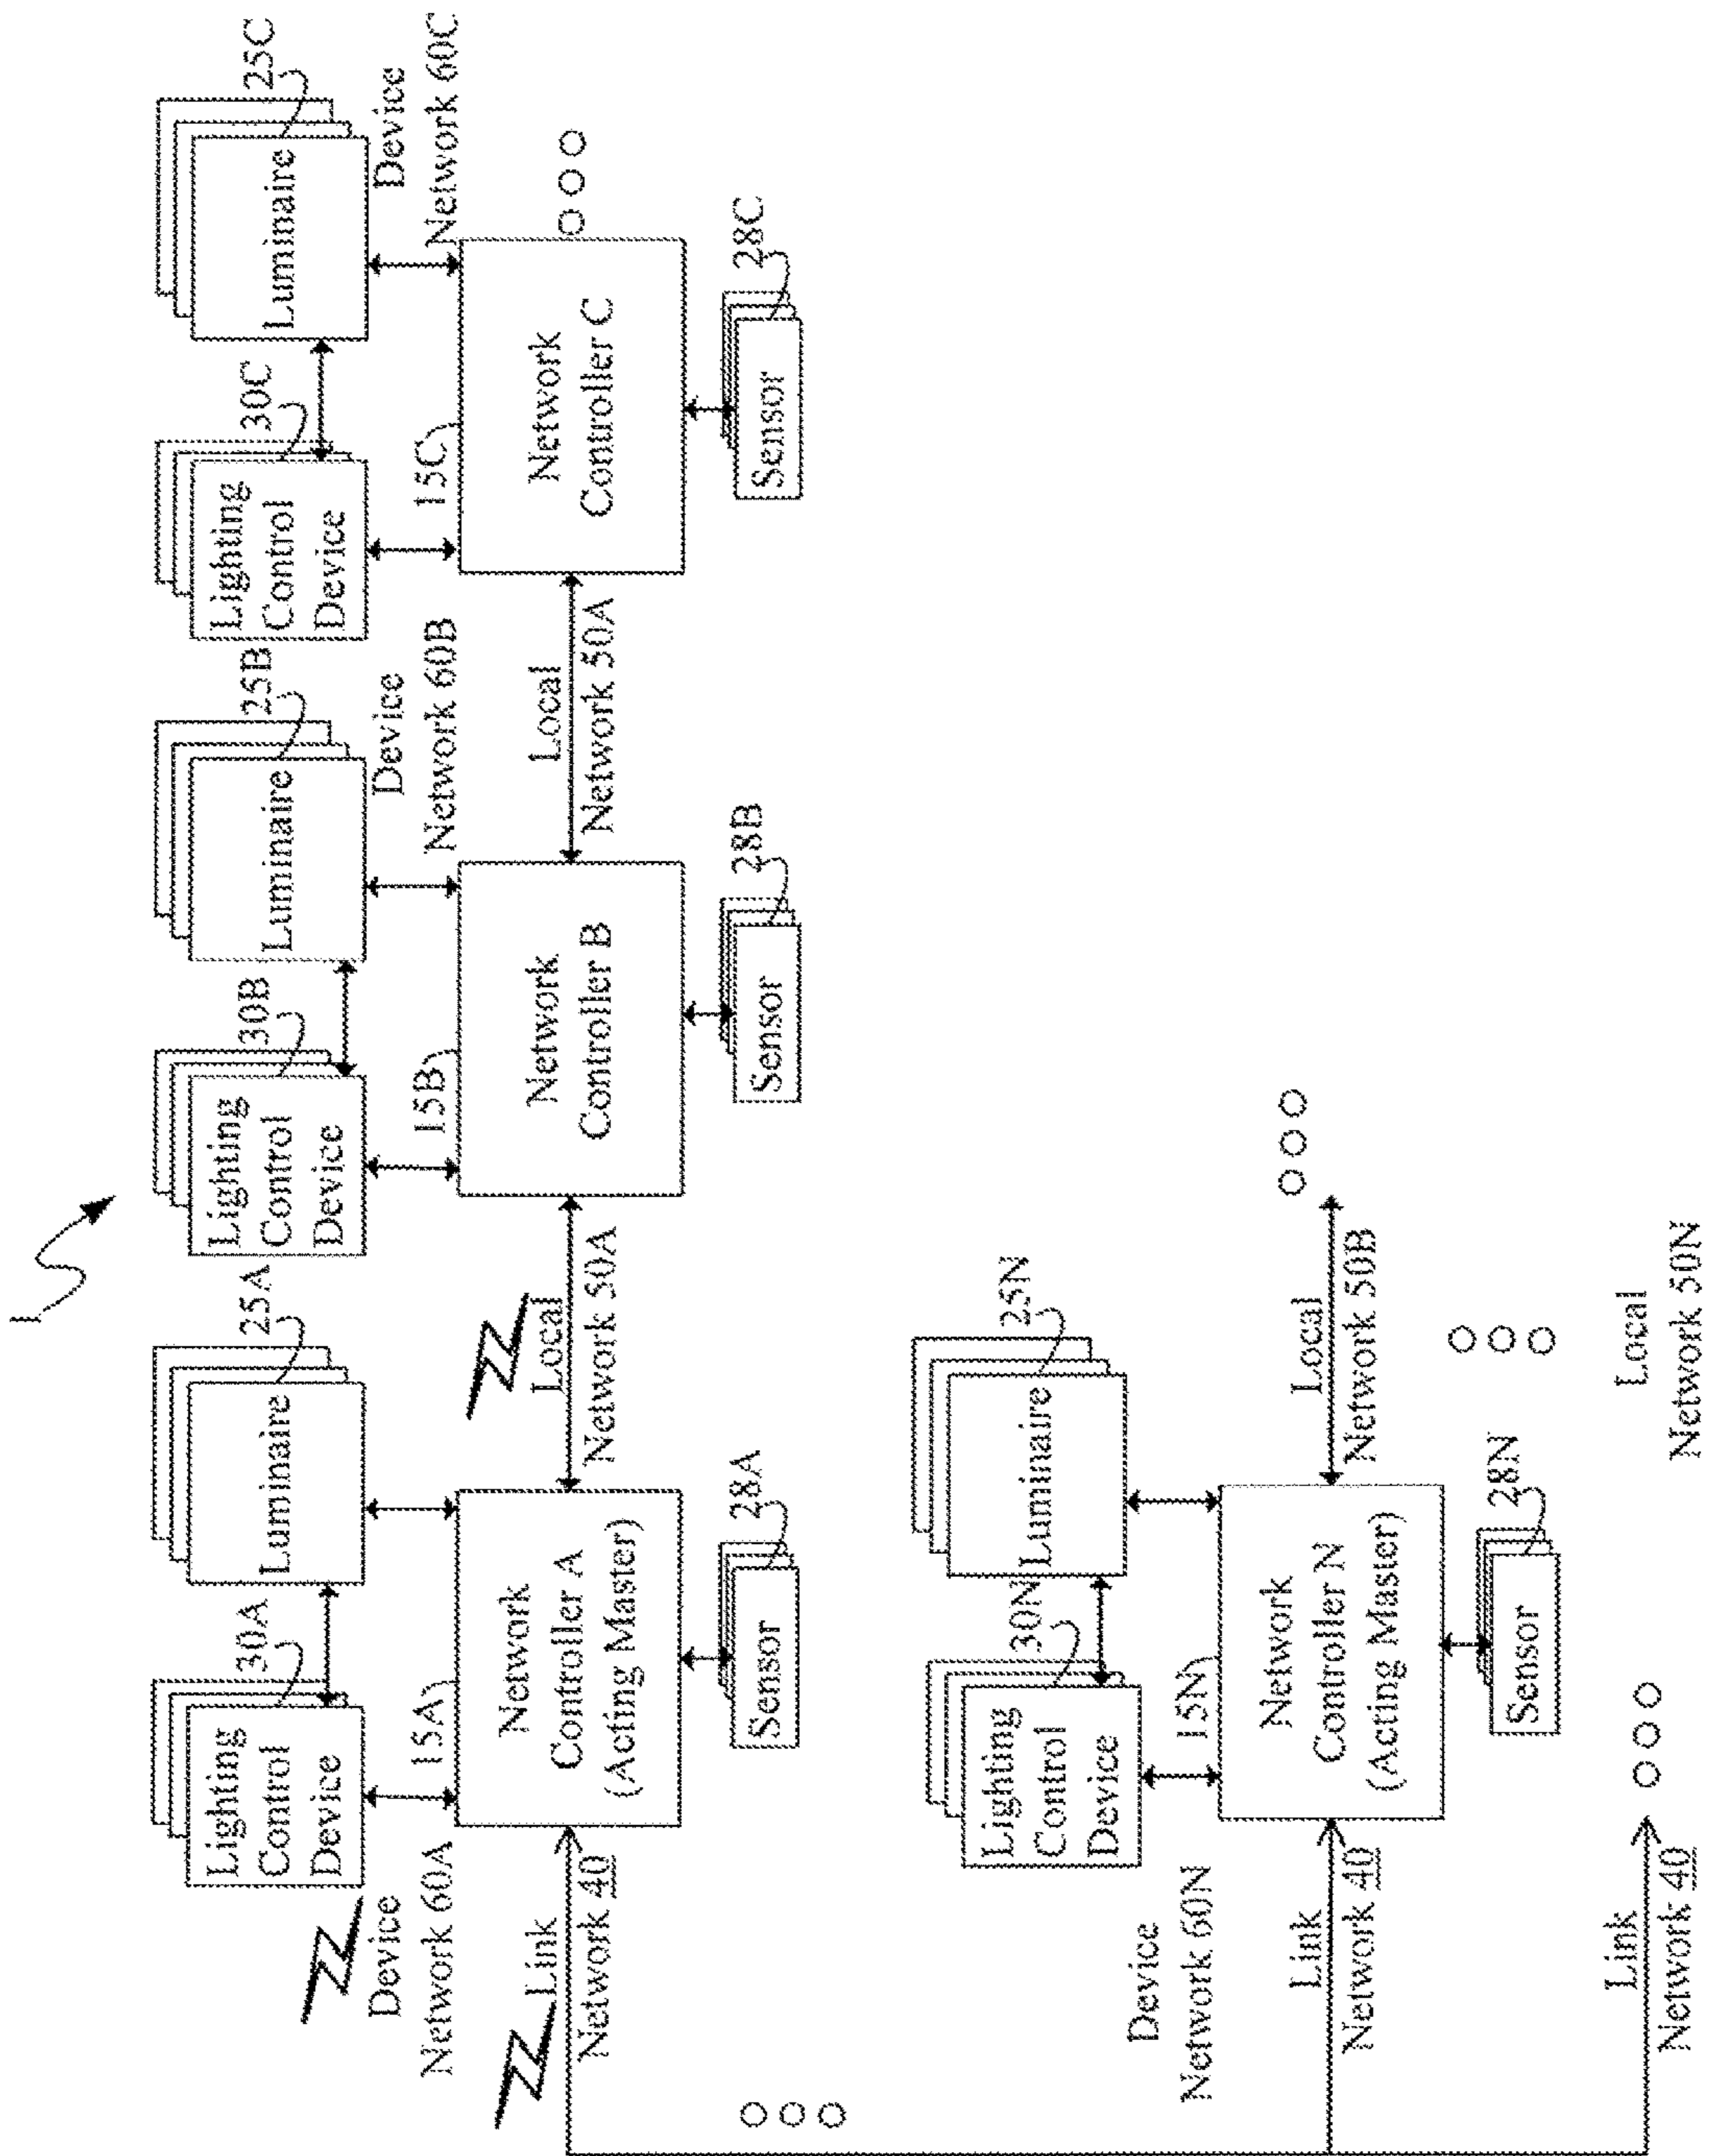 1
30A
25A
30B
25B
30C
25C
Lighting
Control
Device
Luminaire
Lighting
Control
Device
Luminaire
Lighting
Control
Device
Luminaire
Device
Network 60A
15A
15B
Device
Network 60B
15C
Device
Network 60C
Link
Network 40
Network
Controller A
(Acting Master)
Local
Network 50A
Network
Controller B
Local
Network 50A
Network
Controller C
Sensor
28A
Sensor
28B
Sensor
28C
30N
25N
Lighting
Control
Device
Luminaire
Device
Network 60N
15N
Link
Network 40
Network
Controller N
(Acting Master)
Local
Network 50B
Sensor
28N
Link
Network 40
Local
Network 50N